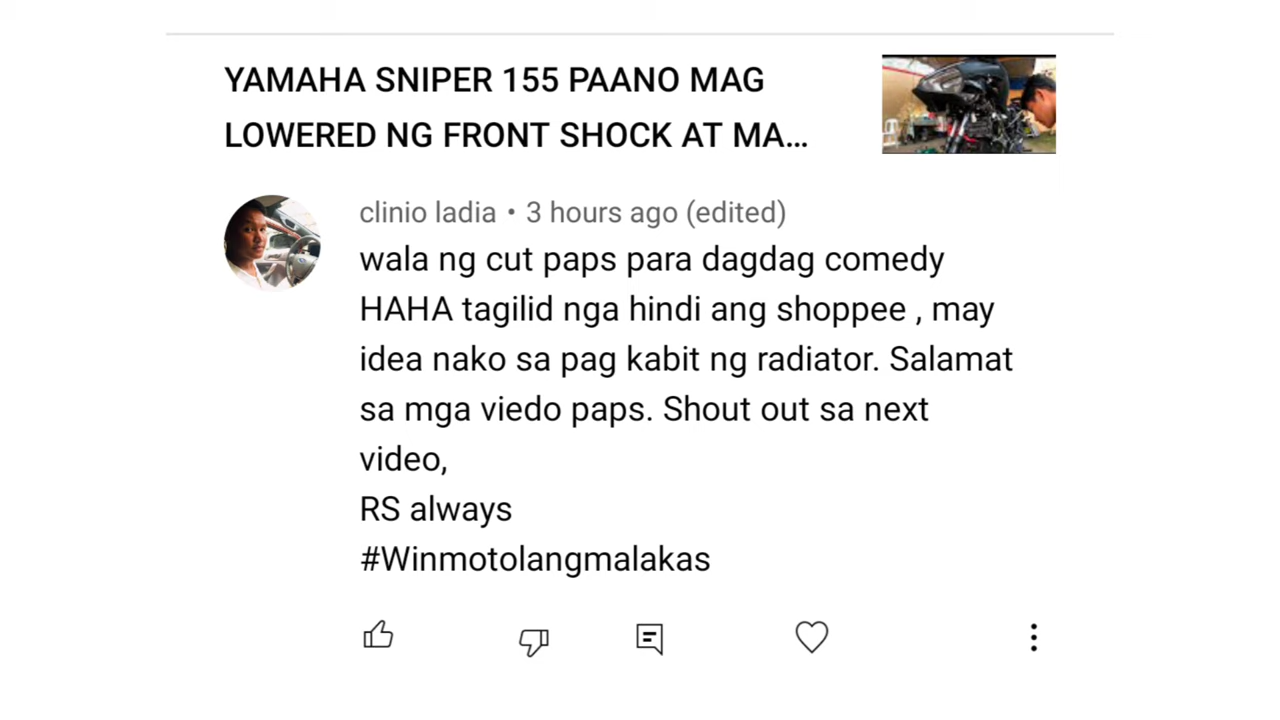 YAMAHA SNIPER 155 PAANO MAG
LOWERED NG FRONT SHOCK AT MA...
clinio ladia • 3 hours ago (edited)
wala ng cut paps para dagdag comedy
HAHA tagilid nga hindi ang shoppee , may
idea nako sa pag kabit ng radiator. Salamat
sa mga viedo paps. Shout out sa next
video,
RS always
#Winmotolangmalakas